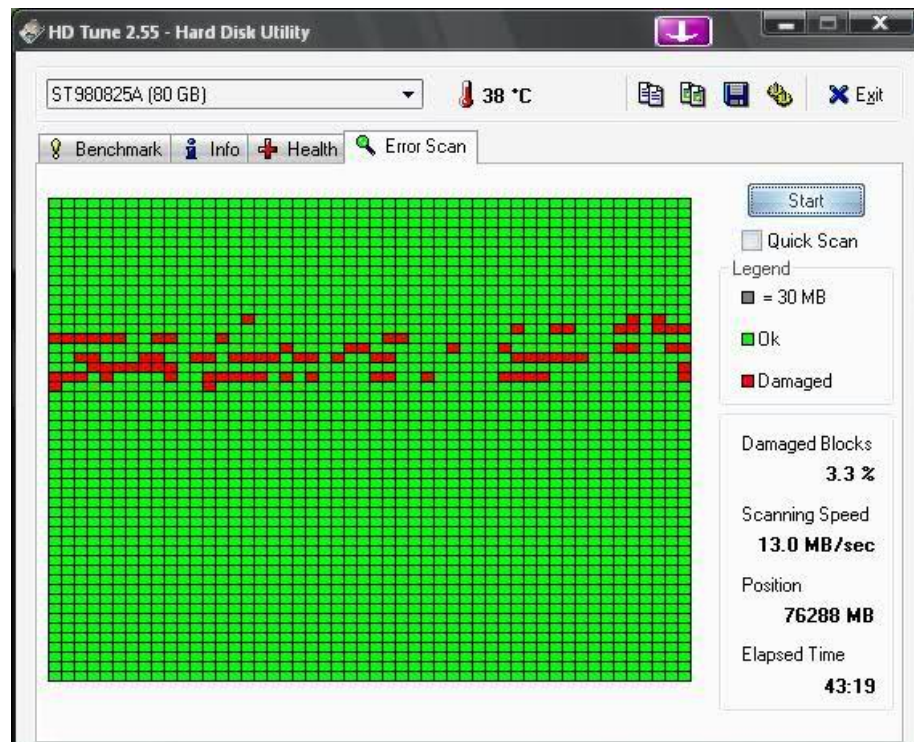 HD Tune 2.55 - Hard Disk Utility
ST980825A (80 GB)
38 °C
Exit
Benchmark
Info
Health
Error Scan
Start
Quick Scan
Legend
= 30 MB
Ok
Damaged
Damaged Blocks
3.3 %
Scanning Speed
13.0 MB/sec
Position
76288 MB
Elapsed Time
43:19